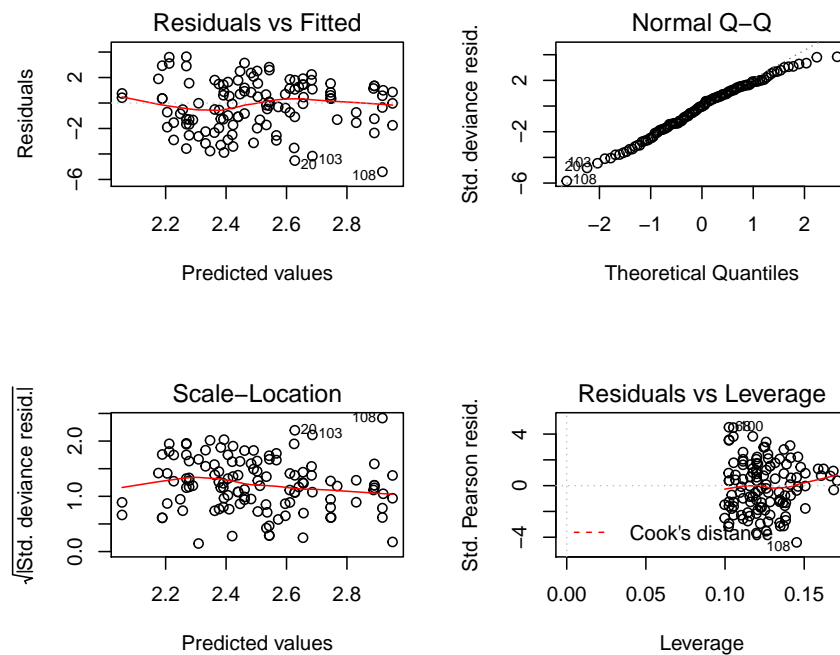 Residuals vs Fitted
Residuals
2
−2
−6
20
103
108
2.2 2.4 2.6 2.8
Predicted values
Normal Q−Q
Std. deviance resid.
2
−2
−6
103
20
108
−2 −1 0 1 2
Theoretical Quantiles
Scale−Location
√|Std. deviance resid.|
2.0
1.0
0.0
20
103
108
2.2 2.4 2.6 2.8
Predicted values
Residuals vs Leverage
Std. Pearson resid.
4
0
−4
100
Cook's distance
108
0.00 0.05 0.10 0.15
Leverage